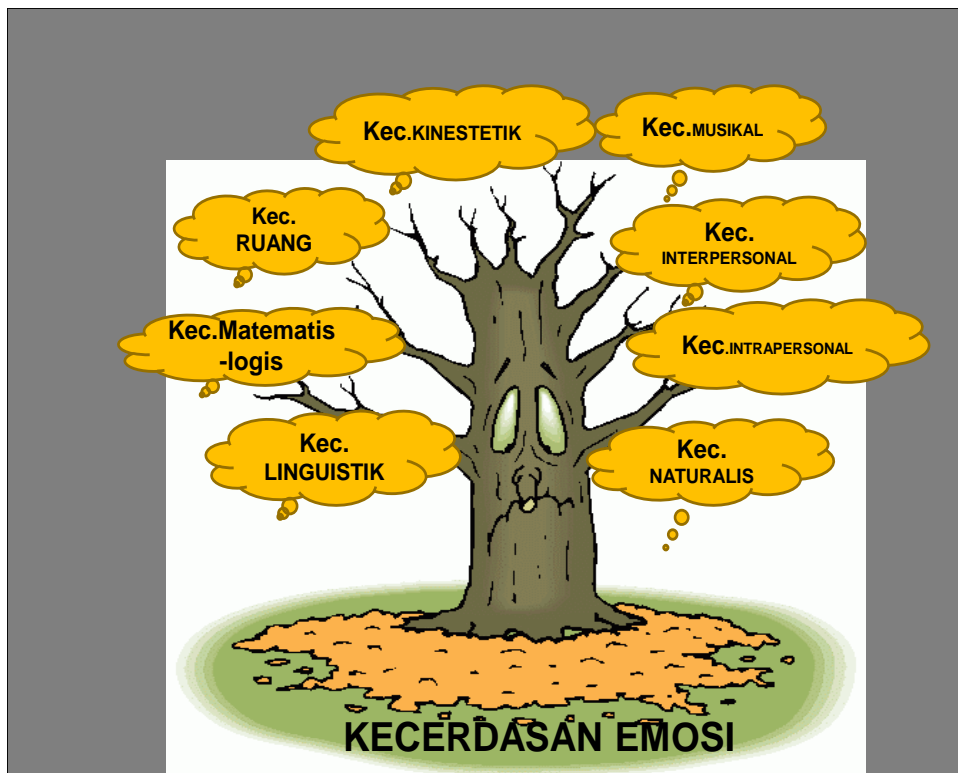 Kec.KINESTETIK
Kec.MUSIKAL
Kec.
RUANG
Kec.
INTERPERSONAL
Kec.Matematis
-logis
Kec.INTRAPERSONAL
Kec.
LINGUISTIK
Kec.
NATURALIS
KECERDASAN EMOSI